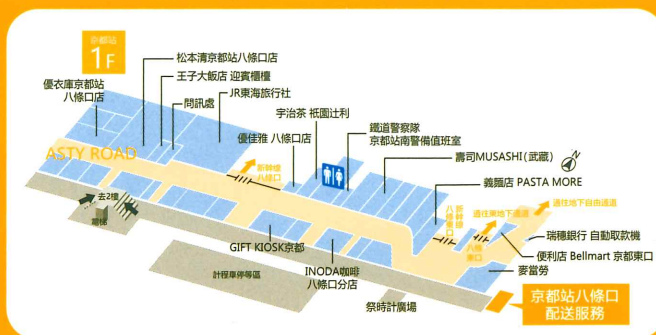 京都站
1F
松本清京都站八條口店
王子大飯店 迎賓櫃檯
優衣庫京都站
八條口店
問訊處
JR東海旅行社
宇治茶 祇園辻利
優佳雅 八條口店
鐵道警察隊
京都站南警備值班室
壽司MUSASHI(武藏)
義麵店 PASTA MORE
ASTY ROAD
新幹線
八條口
新幹線
八條東口
通往東地下通道
通往地下自由通道
八條
東口
瑞穗銀行 自動取款機
便利店 Bellmart 京都東口
麥當勞
去2樓
電梯
GIFT KIOSK京都
INODA咖啡
八條口分店
計程車停等區
祭時計廣場
京都站八條口
配送服務